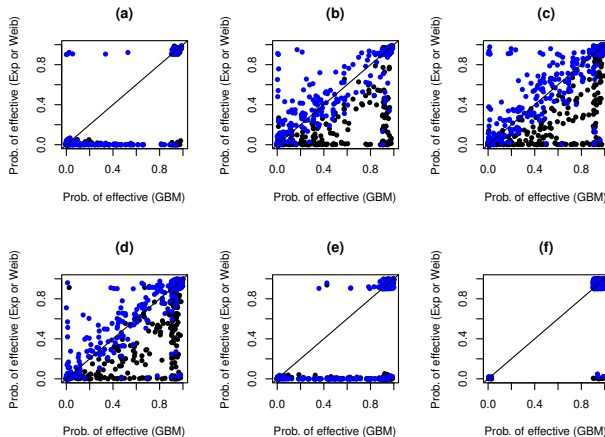 (a) (b) (c)
Prob. of effective (Exp or Weib) Prob. of effective (Exp or Weib) Prob. of effective (Exp or Weib)
0.8 0.8 0.8
0.4 0.4 0.4
0.0 0.0 0.0
0.0 0.4 0.8 0.0 0.4 0.8 0.0 0.4 0.8
Prob. of effective (GBM) Prob. of effective (GBM) Prob. of effective (GBM)
(d) (e) (f)
Prob. of effective (Exp or Weib) Prob. of effective (Exp or Weib) Prob. of effective (Exp or Weib)
0.8 0.8 0.8
0.4 0.4 0.4
0.0 0.0 0.0
0.0 0.4 0.8 0.0 0.4 0.8 0.0 0.4 0.8
Prob. of effective (GBM) Prob. of effective (GBM) Prob. of effective (GBM)